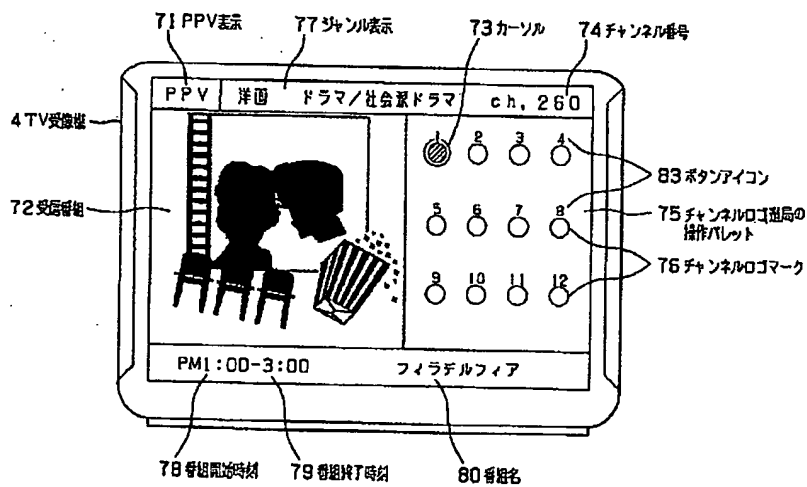 71 PPV表示
77 ジャンル表示
73 カーソル
74 チャンネル番号
PPV 洋画 ドラマ/社会派ドラマ ch, 260
4 TV受像機
1 2 3 4
83 ボタンアイコン
72 受信番組
75 チャンネルロゴ選局の
操作パレット
5 6 7 8
76 チャンネルロゴマーク
9 10 11 12
PM1:00-3:00 フィラデルフィア
78 番組開始時刻
79 番組終了時刻
80 番組名